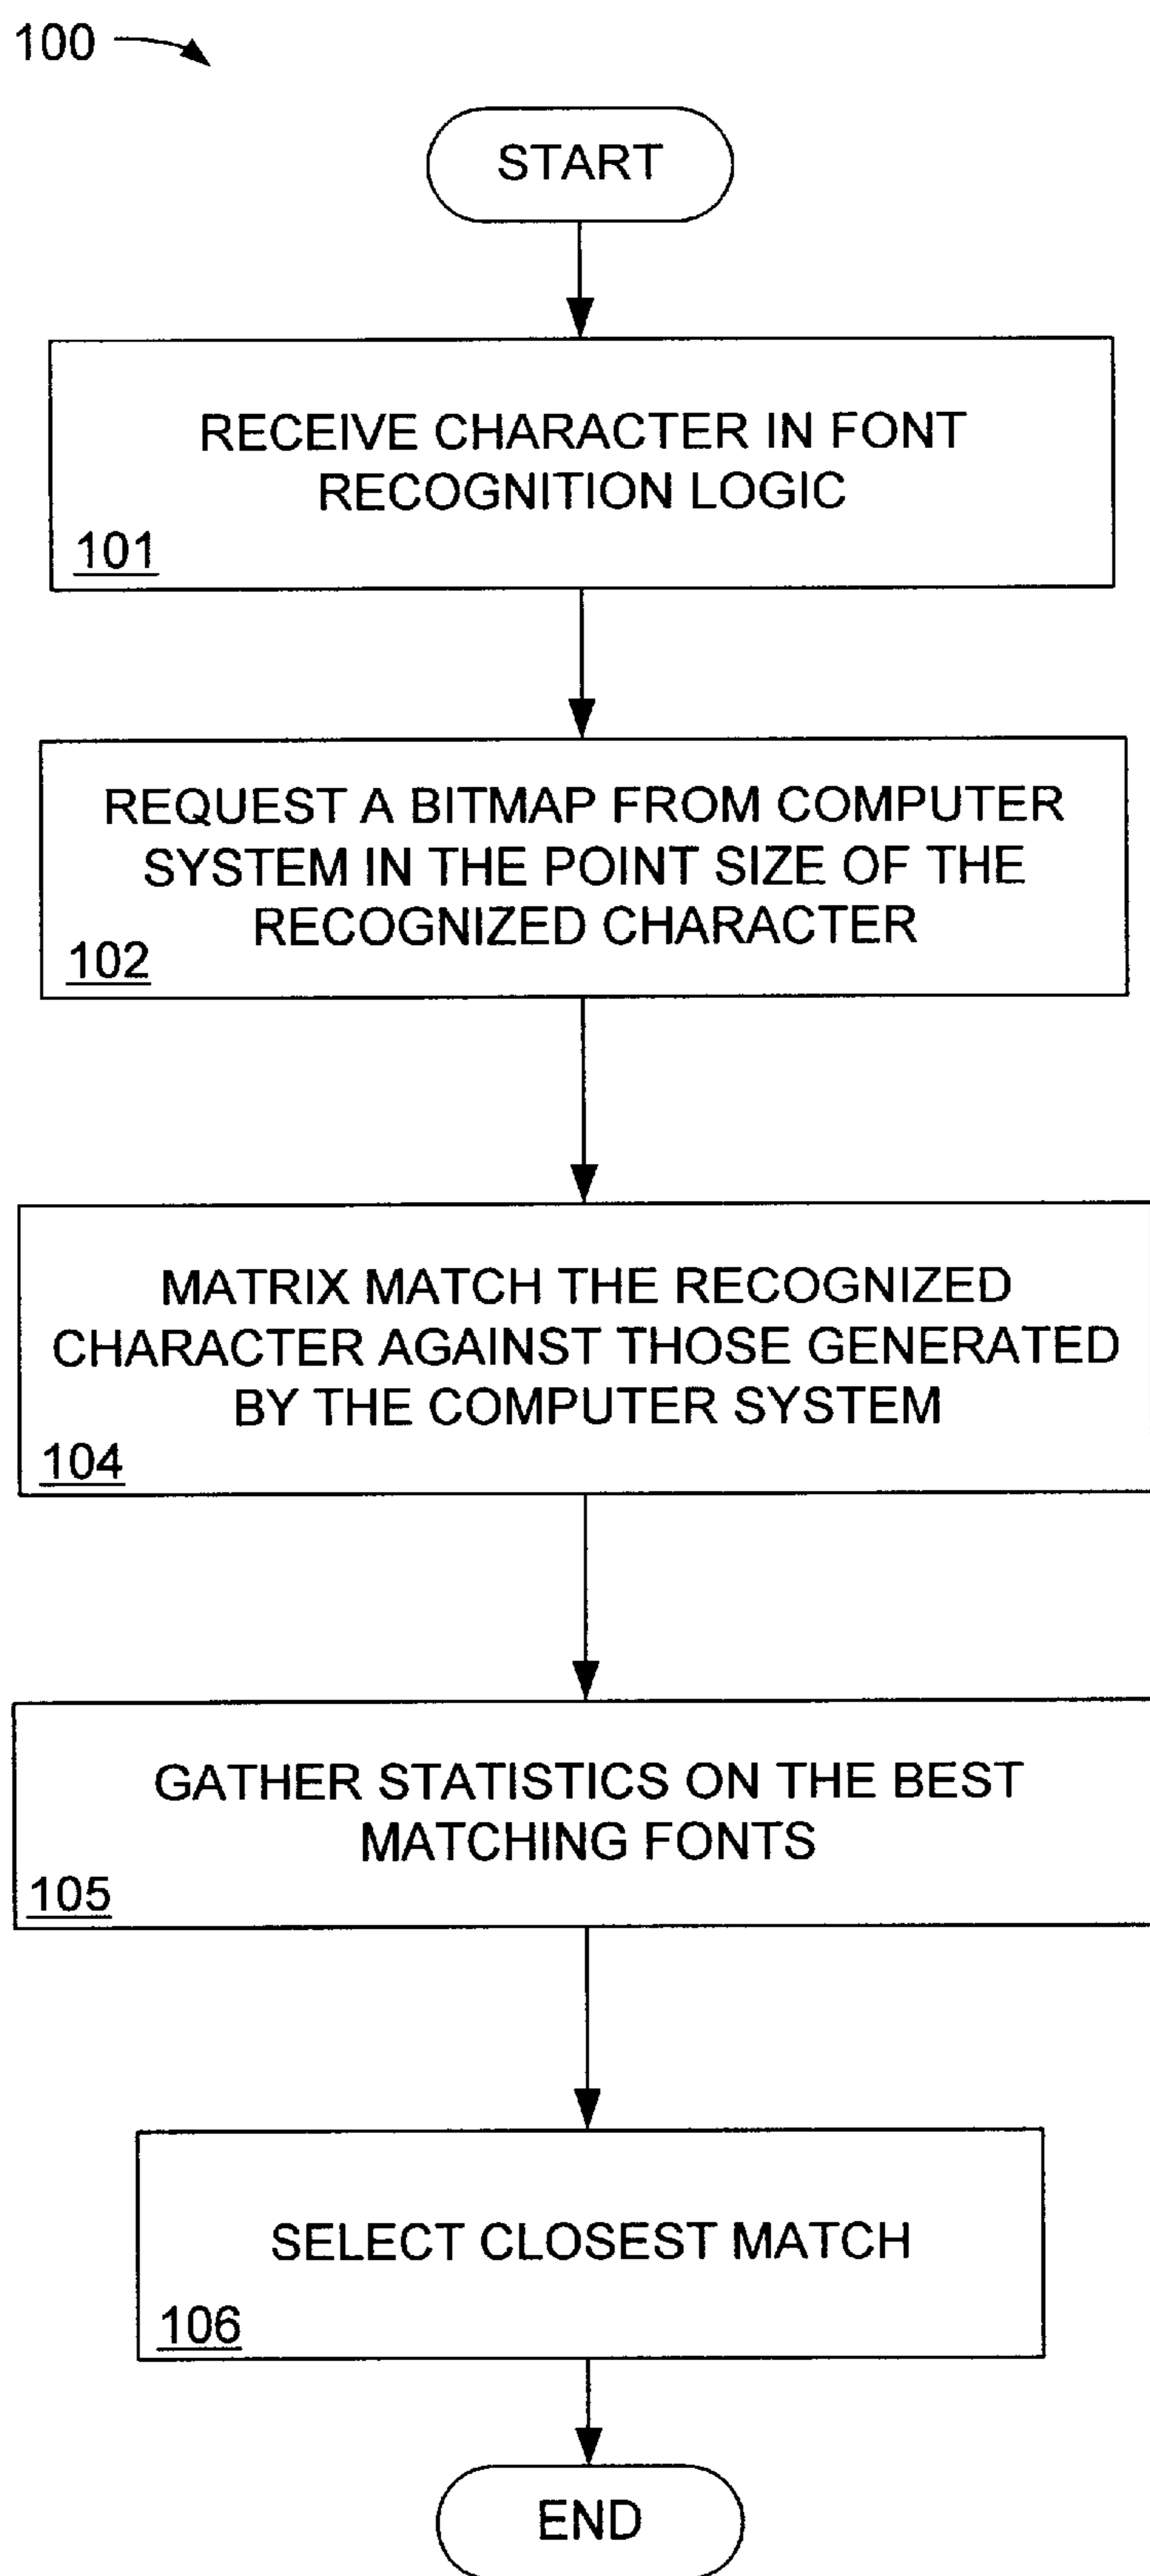 100
START
RECEIVE CHARACTER IN FONT
RECOGNITION LOGIC
101
REQUEST A BITMAP FROM COMPUTER
SYSTEM IN THE POINT SIZE OF THE
RECOGNIZED CHARACTER
102
MATRIX MATCH THE RECOGNIZED
CHARACTER AGAINST THOSE GENERATED
BY THE COMPUTER SYSTEM
104
GATHER STATISTICS ON THE BEST
MATCHING FONTS
105
SELECT CLOSEST MATCH
106
END